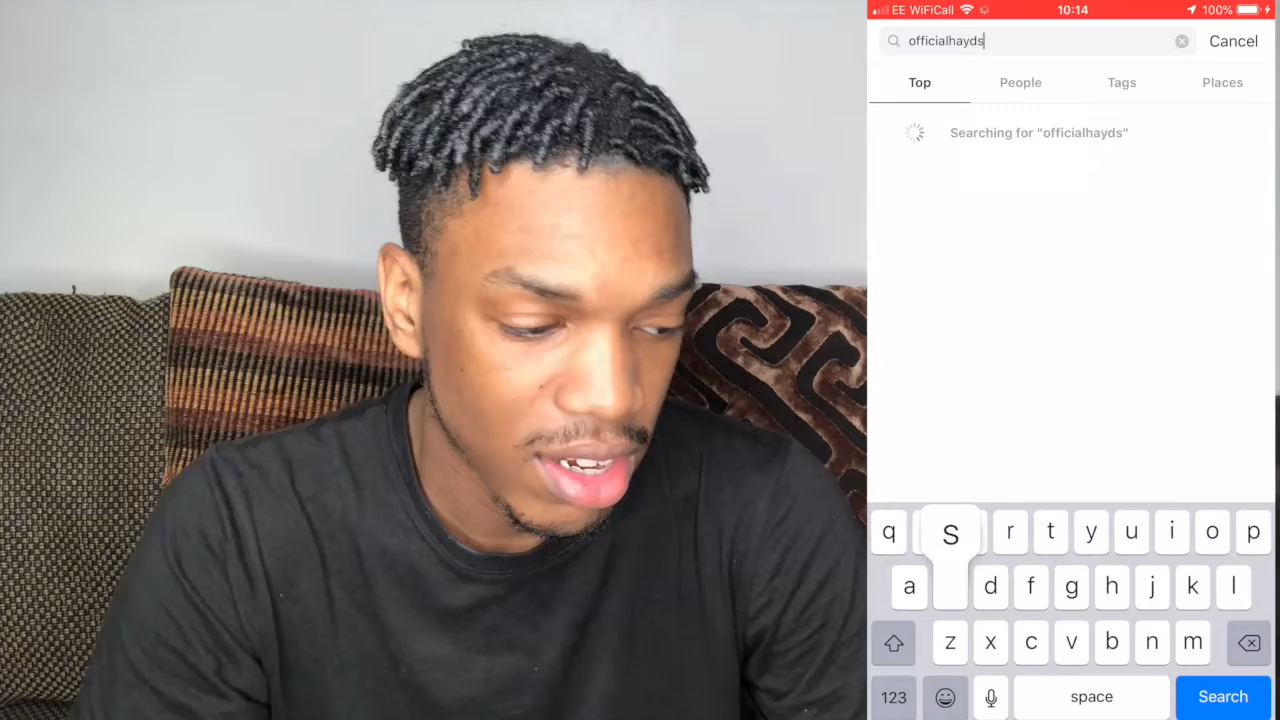 EE WiFiCall 10:14 100%
officialhayds Cancel
Top People Tags Places
Searching for "officialhayds"
q S r t y u i o p
a d f g h j k l
z x c v b n m
123 space Search